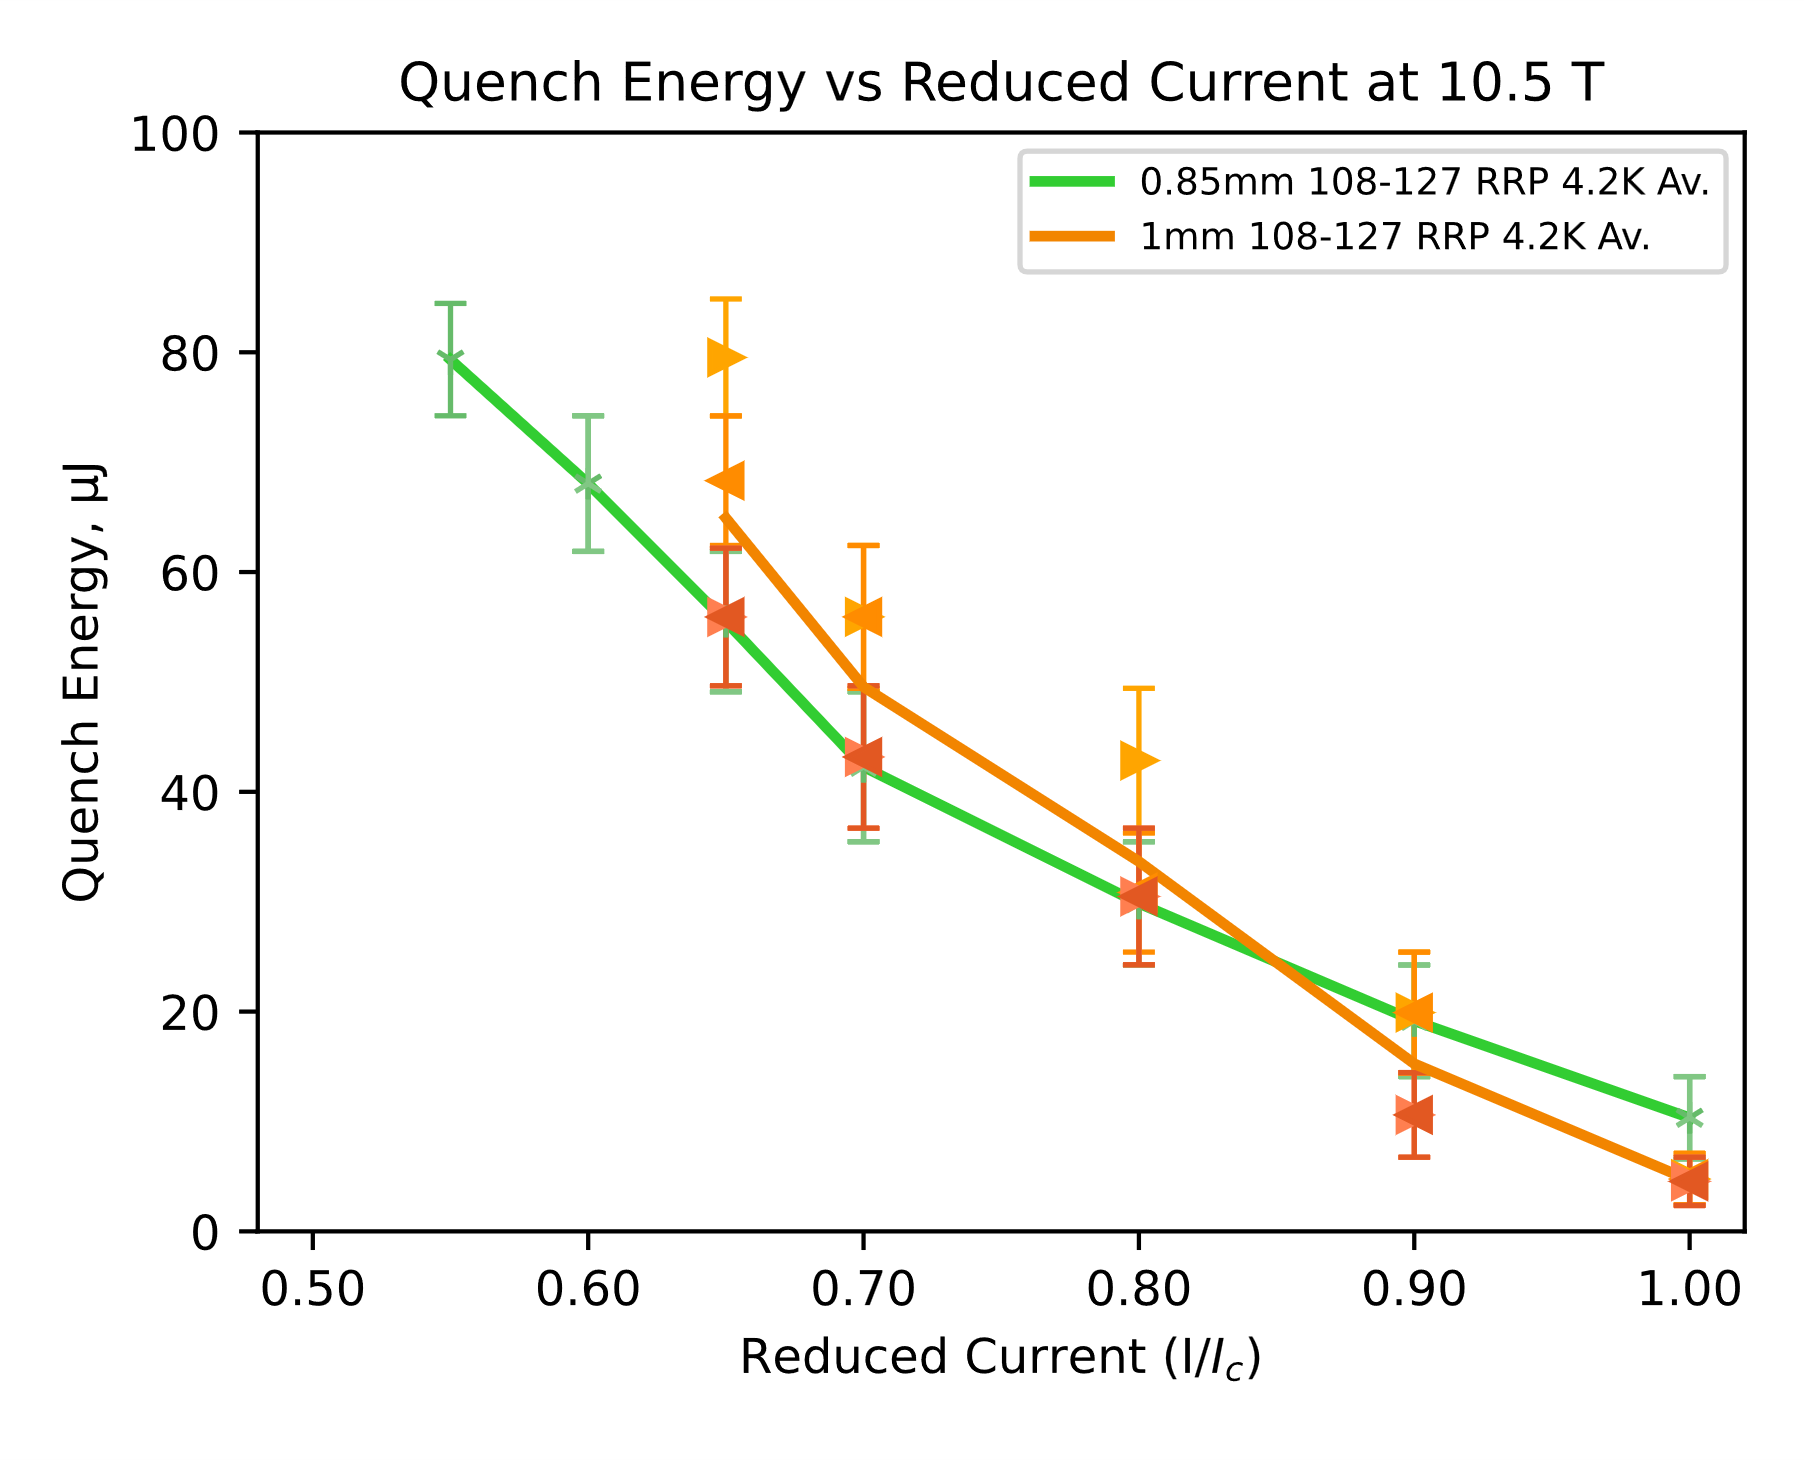 Quench Energy vs Reduced Current at 10.5 T
100
80
60
40
20
0
Quench Energy, μJ
0.85mm 108-127 RRP 4.2K Av.
1mm 108-127 RRP 4.2K Av.
0.50 0.60 0.70 0.80 0.90 1.00
Reduced Current (I/I_c)